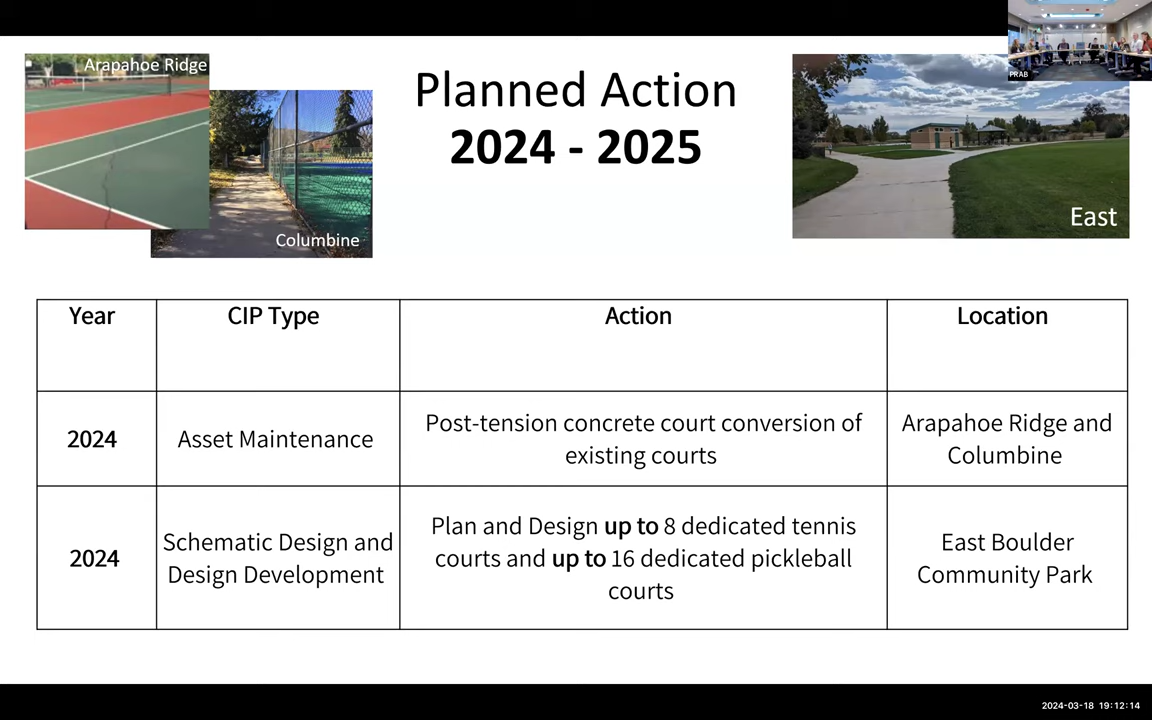 PRAB
Arapahoe Ridge
Columbine
Planned Action
2024 - 2025
East
Year
CIP Type
Action
Location
2024
Asset Maintenance
Post-tension concrete court conversion of
existing courts
Arapahoe Ridge and
Columbine
2024
Schematic Design and
Design Development
Plan and Design up to 8 dedicated tennis
courts and up to 16 dedicated pickleball
courts
East Boulder
Community Park
2024-03-18 19:12:14